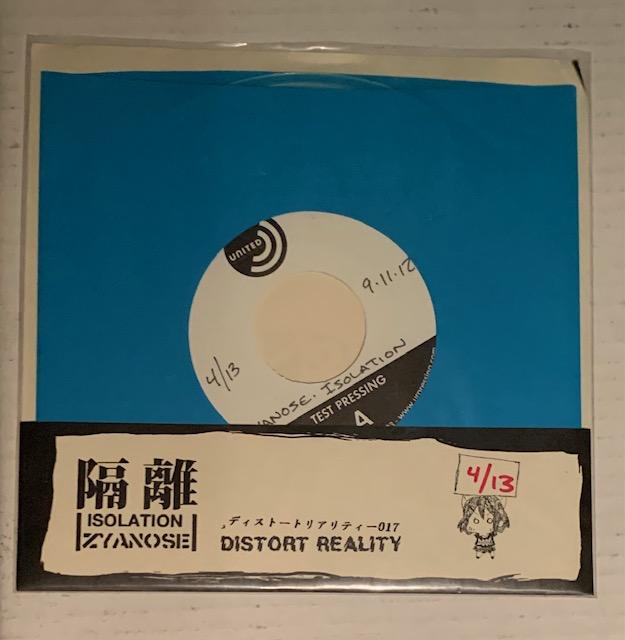 UNITED
9.11.12
4/13
ISOLATION
TEST PRESSING
A
隔離
ISOLATION
ZYANOSE
ディストートリアリティー017
DISTORT REALITY
4/13